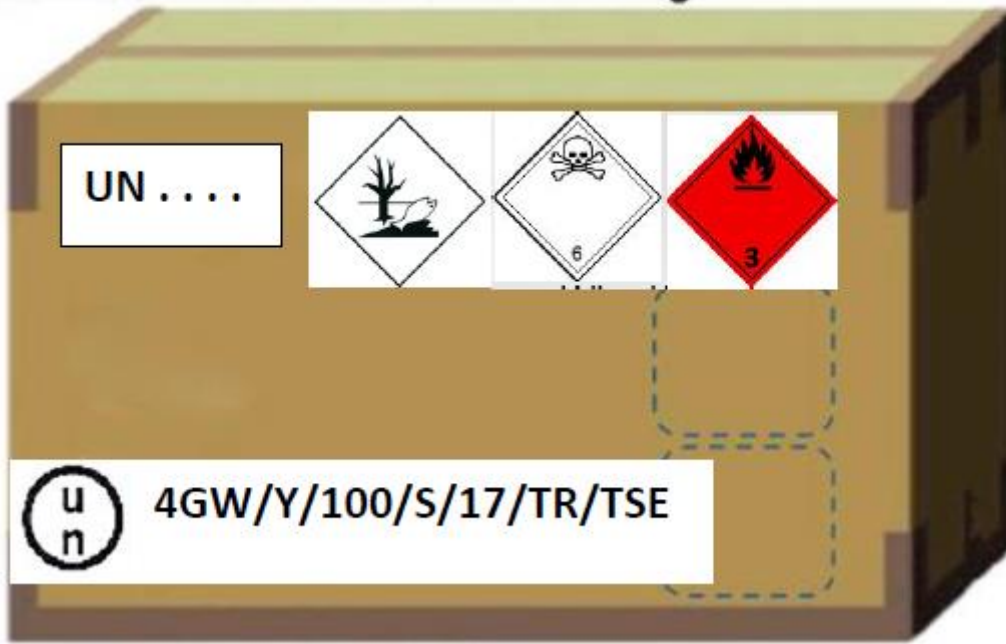 UN . . . .
6
3
u
n
4GW/Y/100/S/17/TR/TSE